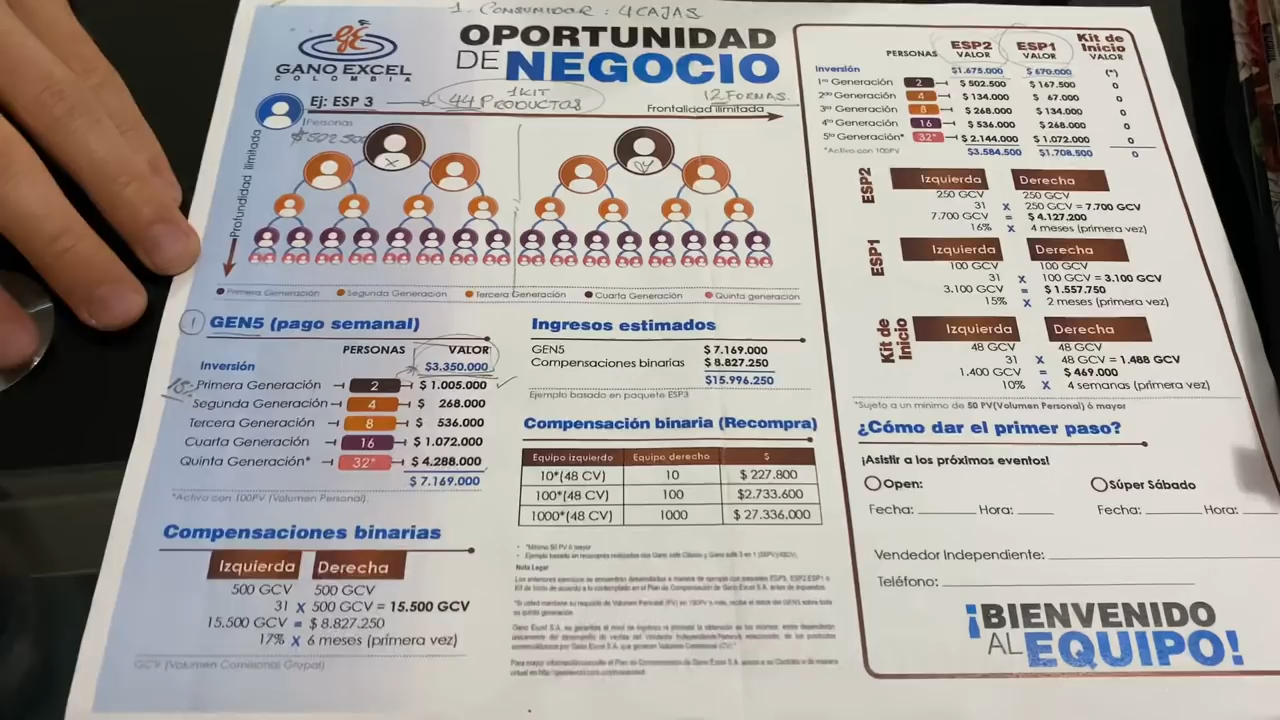 1. CONSUMIDOR : 4 CAJAS
GANO EXCEL
COLOMBIA
OPORTUNIDAD
DE NEGOCIO
Ej: ESP 3
1 KIT
44 PRODUCTOS
12 FORMAS.
Frontalidad ilimitada
Personas
$502.500
Profundidad ilimitada
Primera Generación
Segunda Generación
Tercera Generación
Cuarta Generación
Quinta generación
1
GEN5 (pago semanal)
PERSONAS VALOR
Inversión $3.350.000
Primera Generación 2 $ 1.005.000
Segunda Generación 4 $ 268.000
Tercera Generación 8 $ 536.000
Cuarta Generación 16 $ 1.072.000
Quinta Generación* 32* $ 4.288.000
$ 7.169.000
*Activo con 100PV (Volumen Personal).
Compensaciones binarias
Izquierda Derecha
500 GCV 500 GCV
31 X 500 GCV = 15.500 GCV
15.500 GCV = $ 8.827.250
17% X 6 meses (primera vez)
GCV (Volumen Comisional Grupal)
Ingresos estimados
GEN5 $ 7.169.000
Compensaciones binarias $ 8.827.250
$15.996.250
Ejemplo basado en paquete ESP3
Compensación binaria (Recompra)
Equipo izquierdo Equipo derecho $
10*(48 CV) 10 $ 227.800
100*(48 CV) 100 $2.733.600
1000*(48 CV) 1000 $ 27.336.000
*Mínimo 50 PV ó mayor
Nota Legal
PERSONAS ESP2 VALOR ESP1 VALOR Kit de Inicio VALOR
Inversión $1.675.000 $ 670.000 (*)
1ra Generación 2 $ 502.500 $ 167.500 0
2da Generación 4 $ 134.000 $ 67.000 0
3ra Generación 8 $ 268.000 $ 134.000 0
4ta Generación 16 $ 536.000 $ 268.000 0
5ta Generación* 32* $ 2.144.000 $ 1.072.000 0
*Activo con 100PV $3.584.500 $1.708.500 0
ESP2
Izquierda Derecha
250 GCV 250 GCV
31 X 250 GCV = 7.700 GCV
7.700 GCV = $ 4.127.200
16% X 4 meses (primera vez)
ESP1
Izquierda Derecha
100 GCV 100 GCV
31 X 100 GCV = 3.100 GCV
3.100 GCV = $ 1.557.750
15% X 2 meses (primera vez)
Kit de Inicio
Izquierda Derecha
48 GCV 48 GCV
31 X 48 GCV = 1.488 GCV
1.400 GCV = $ 469.000
10% X 4 semanas (primera vez)
*Sujeto a un mínimo de 50 PV(Volumen Personal) ó mayor
¿Cómo dar el primer paso?
¡Asistir a los próximos eventos!
Open: Súper Sábado
Fecha: Hora: Fecha: Hora:
Vendedor Independiente:
Teléfono:
¡BIENVENIDO
AL EQUIPO!